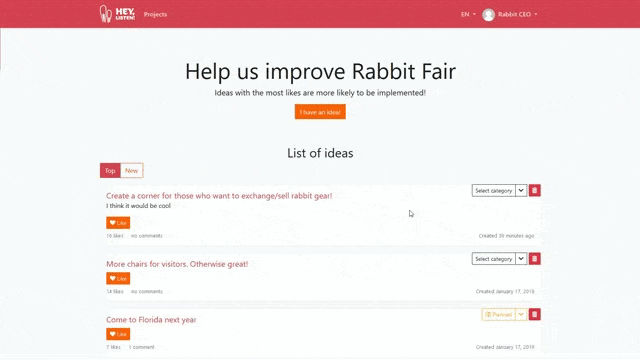 HEY,
LISTEN!
Projects
EN
Rabbit CEO
Help us improve Rabbit Fair
Ideas with the most likes are more likely to be implemented!
I have an idea!
List of ideas
Top
New
Select category
Create a corner for those who want to exchange/sell rabbit gear!
I think it would be cool
Like
16 likes no comments
Created 39 minutes ago
Select category
More chairs for visitors. Otherwise great!
Like
14 likes no comments
Created January 17, 2019
Planned
Come to Florida next year
Like
7 likes 1 comment
Created January 17, 2019